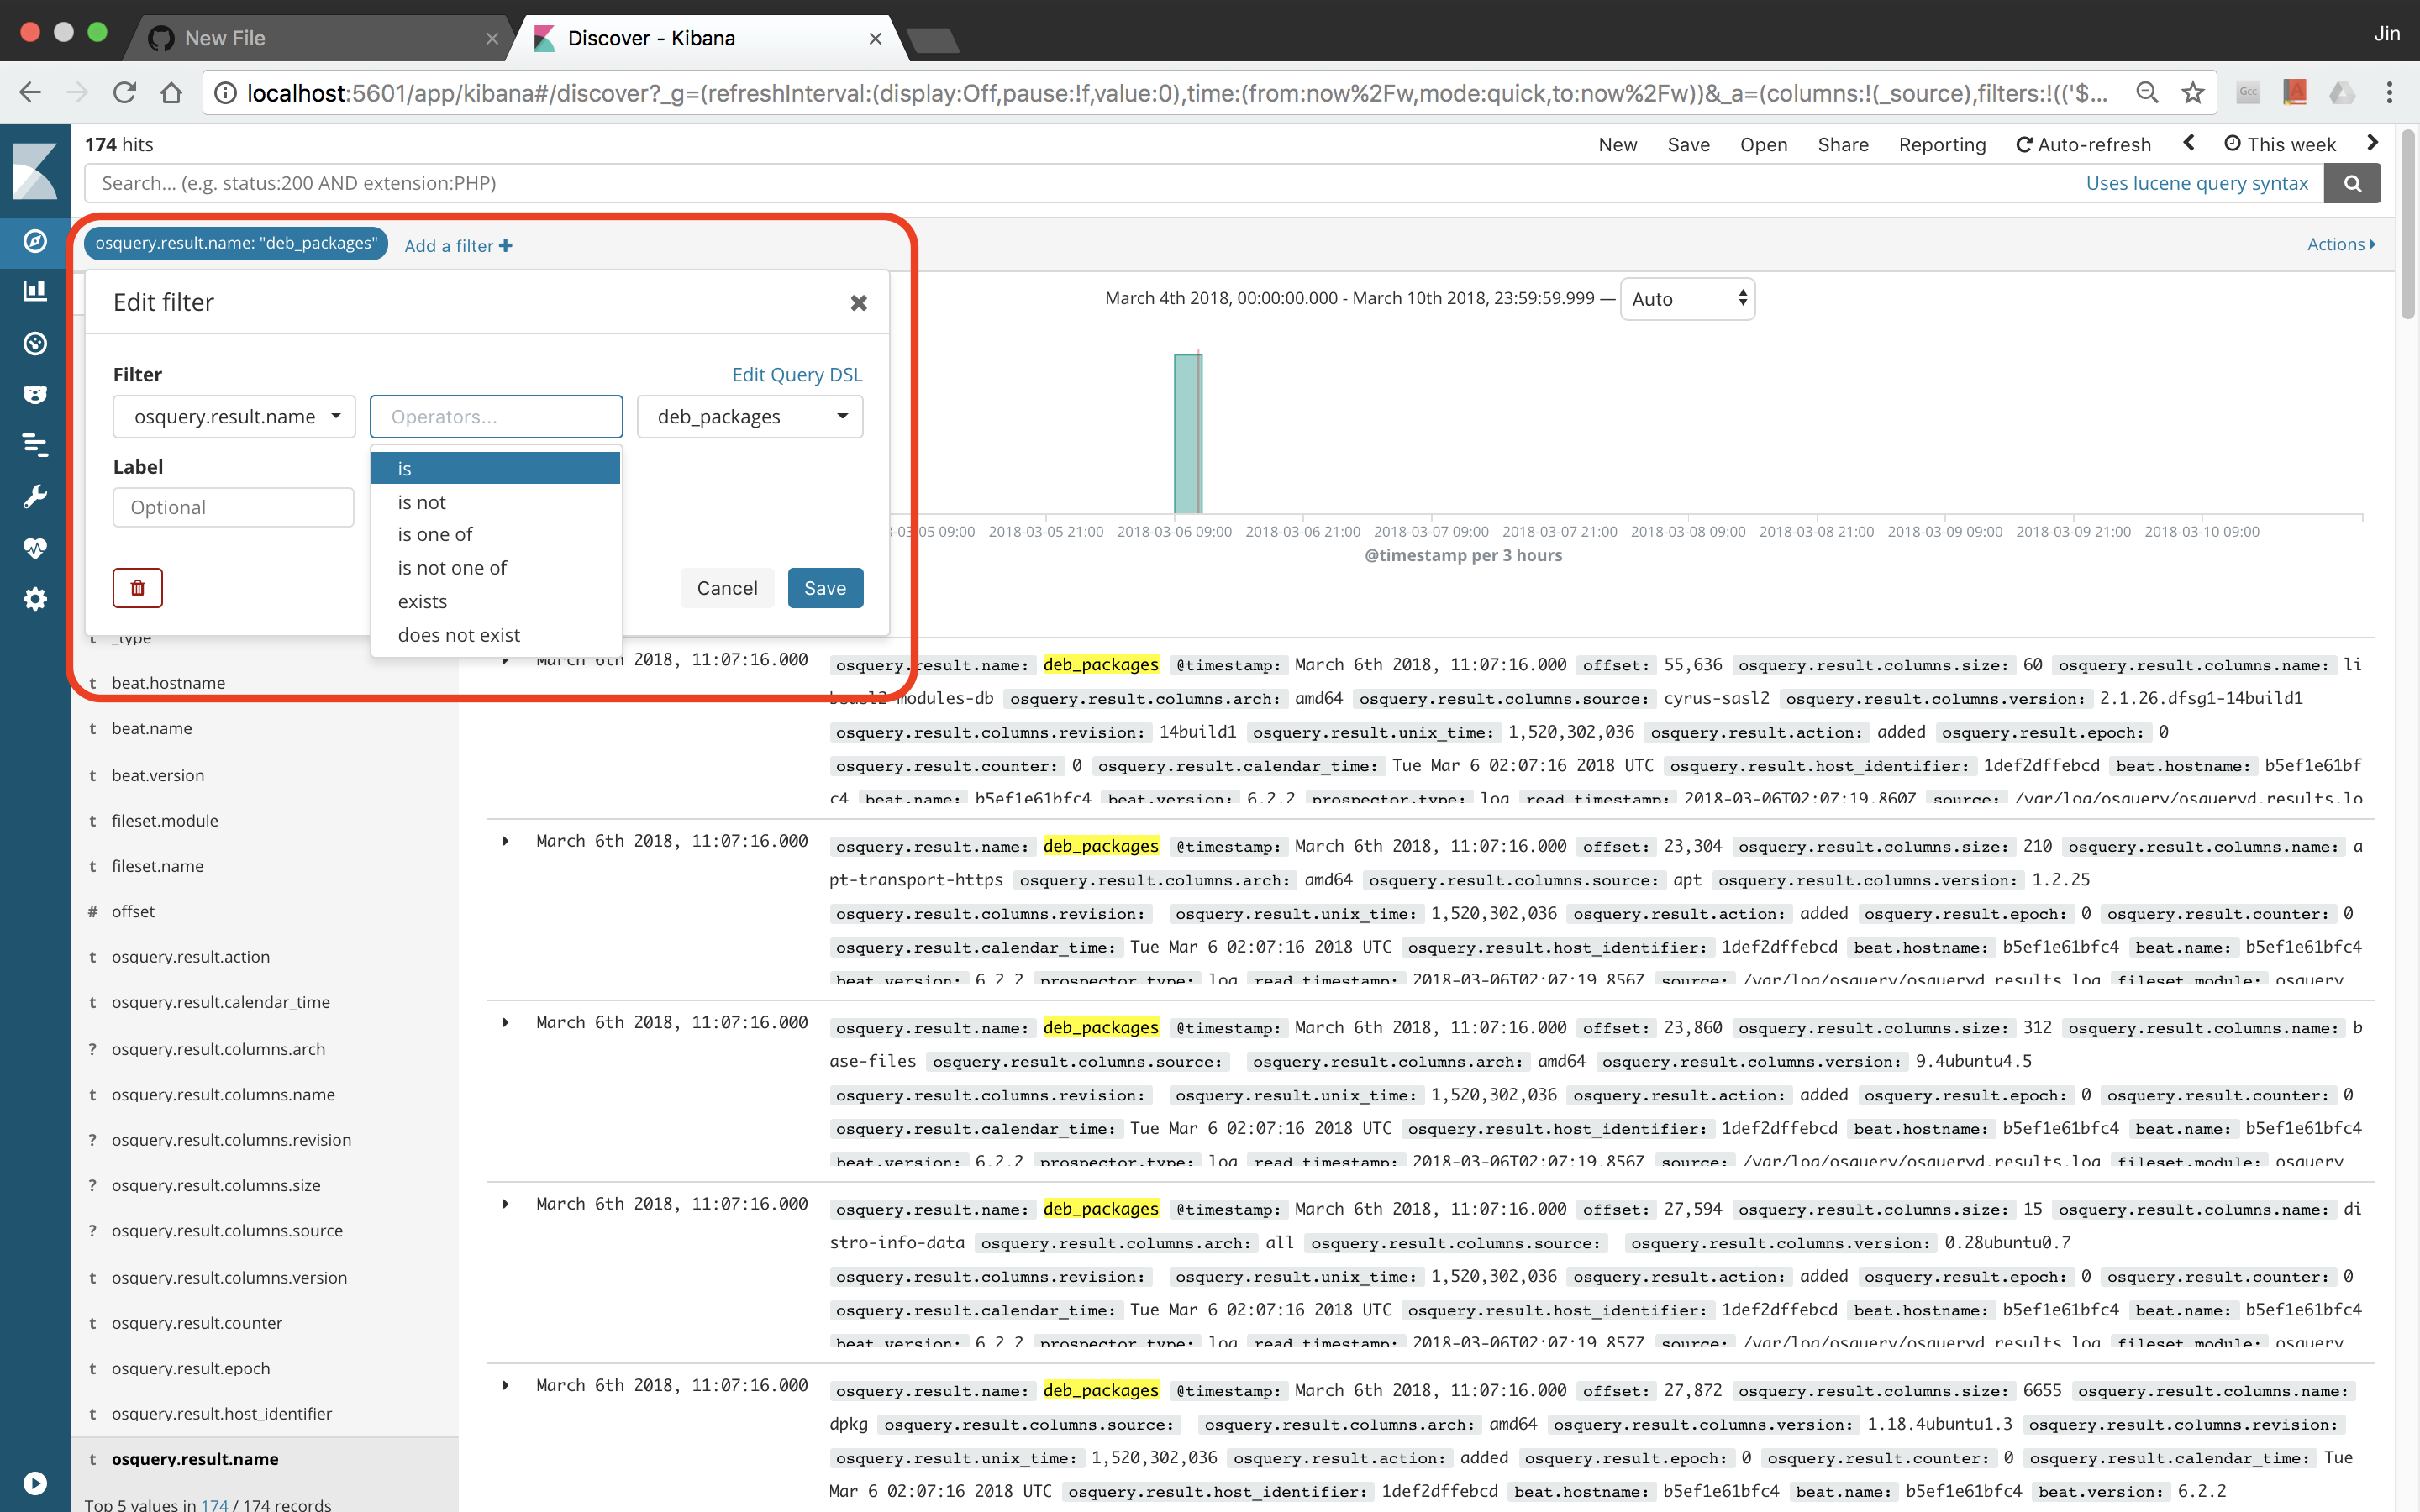 New File
Discover - Kibana
Jin
localhost:5601/app/kibana#/discover?_g=(refreshInterval:(display:Off,pause:!f,value:0),time:(from:now%2Fw,mode:quick,to:now%2Fw))&_a=(columns:!(_source),filters:!(('$...
Gcc
174 hits
New Save Open Share Reporting Auto-refresh This week
Search... (e.g. status:200 AND extension:PHP)
Uses lucene query syntax
osquery.result.name: "deb_packages"
Add a filter
Actions
Edit filter
March 4th 2018, 00:00:00.000 - March 10th 2018, 23:59:59.999 — Auto
Filter
Edit Query DSL
osquery.result.name
Operators...
deb_packages
is
is not
is one of
is not one of
exists
does not exist
Label
Optional
Cancel
Save
-03-05 09:00 2018-03-05 21:00 2018-03-06 09:00 2018-03-06 21:00 2018-03-07 09:00 2018-03-07 21:00 2018-03-08 09:00 2018-03-08 21:00 2018-03-09 09:00 2018-03-09 21:00 2018-03-10 09:00
@timestamp per 3 hours
t _type
t beat.hostname
t beat.name
t beat.version
t fileset.module
t fileset.name
# offset
t osquery.result.action
t osquery.result.calendar_time
? osquery.result.columns.arch
t osquery.result.columns.name
? osquery.result.columns.revision
? osquery.result.columns.size
? osquery.result.columns.source
t osquery.result.columns.version
t osquery.result.counter
t osquery.result.epoch
t osquery.result.host_identifier
t osquery.result.name
Top 5 values in 174 / 174 records
March 6th 2018, 11:07:16.000
osquery.result.name: deb_packages @timestamp: March 6th 2018, 11:07:16.000 offset: 55,636 osquery.result.columns.size: 60 osquery.result.columns.name: li
bsasl2-modules-db osquery.result.columns.arch: amd64 osquery.result.columns.source: cyrus-sasl2 osquery.result.columns.version: 2.1.26.dfsg1-14build1
osquery.result.columns.revision: 14build1 osquery.result.unix_time: 1,520,302,036 osquery.result.action: added osquery.result.epoch: 0
osquery.result.counter: 0 osquery.result.calendar_time: Tue Mar 6 02:07:16 2018 UTC osquery.result.host_identifier: 1def2dffebcd beat.hostname: b5ef1e61bf
c4 beat.name: b5ef1e61bfc4 beat.version: 6.2.2 prospector.type: log read_timestamp: 2018-03-06T02:07:19.860Z source: /var/log/osquery/osqueryd.results.lo
March 6th 2018, 11:07:16.000
osquery.result.name: deb_packages @timestamp: March 6th 2018, 11:07:16.000 offset: 23,304 osquery.result.columns.size: 210 osquery.result.columns.name: a
pt-transport-https osquery.result.columns.arch: amd64 osquery.result.columns.source: apt osquery.result.columns.version: 1.2.25
osquery.result.columns.revision: osquery.result.unix_time: 1,520,302,036 osquery.result.action: added osquery.result.epoch: 0 osquery.result.counter: 0
osquery.result.calendar_time: Tue Mar 6 02:07:16 2018 UTC osquery.result.host_identifier: 1def2dffebcd beat.hostname: b5ef1e61bfc4 beat.name: b5ef1e61bfc4
beat.version: 6.2.2 prospector.type: log read_timestamp: 2018-03-06T02:07:19.856Z source: /var/log/osquery/osqueryd.results.log fileset.module: osquery
March 6th 2018, 11:07:16.000
osquery.result.name: deb_packages @timestamp: March 6th 2018, 11:07:16.000 offset: 23,860 osquery.result.columns.size: 312 osquery.result.columns.name: b
ase-files osquery.result.columns.source: osquery.result.columns.arch: amd64 osquery.result.columns.version: 9.4ubuntu4.5
osquery.result.columns.revision: osquery.result.unix_time: 1,520,302,036 osquery.result.action: added osquery.result.epoch: 0 osquery.result.counter: 0
osquery.result.calendar_time: Tue Mar 6 02:07:16 2018 UTC osquery.result.host_identifier: 1def2dffebcd beat.hostname: b5ef1e61bfc4 beat.name: b5ef1e61bfc4
beat.version: 6.2.2 prospector.type: log read_timestamp: 2018-03-06T02:07:19.856Z source: /var/log/osquery/osqueryd.results.log fileset.module: osquery
March 6th 2018, 11:07:16.000
osquery.result.name: deb_packages @timestamp: March 6th 2018, 11:07:16.000 offset: 27,594 osquery.result.columns.size: 15 osquery.result.columns.name: di
stro-info-data osquery.result.columns.arch: all osquery.result.columns.source: osquery.result.columns.version: 0.28ubuntu0.7
osquery.result.columns.revision: osquery.result.unix_time: 1,520,302,036 osquery.result.action: added osquery.result.epoch: 0 osquery.result.counter: 0
osquery.result.calendar_time: Tue Mar 6 02:07:16 2018 UTC osquery.result.host_identifier: 1def2dffebcd beat.hostname: b5ef1e61bfc4 beat.name: b5ef1e61bfc4
beat.version: 6.2.2 prospector.type: log read_timestamp: 2018-03-06T02:07:19.857Z source: /var/log/osquery/osqueryd.results.log fileset.module: osquery
March 6th 2018, 11:07:16.000
osquery.result.name: deb_packages @timestamp: March 6th 2018, 11:07:16.000 offset: 27,872 osquery.result.columns.size: 6655 osquery.result.columns.name:
dpkg osquery.result.columns.source: osquery.result.columns.arch: amd64 osquery.result.columns.version: 1.18.4ubuntu1.3 osquery.result.columns.revision:
osquery.result.unix_time: 1,520,302,036 osquery.result.action: added osquery.result.epoch: 0 osquery.result.counter: 0 osquery.result.calendar_time: Tue
Mar 6 02:07:16 2018 UTC osquery.result.host_identifier: 1def2dffebcd beat.hostname: b5ef1e61bfc4 beat.name: b5ef1e61bfc4 beat.version: 6.2.2